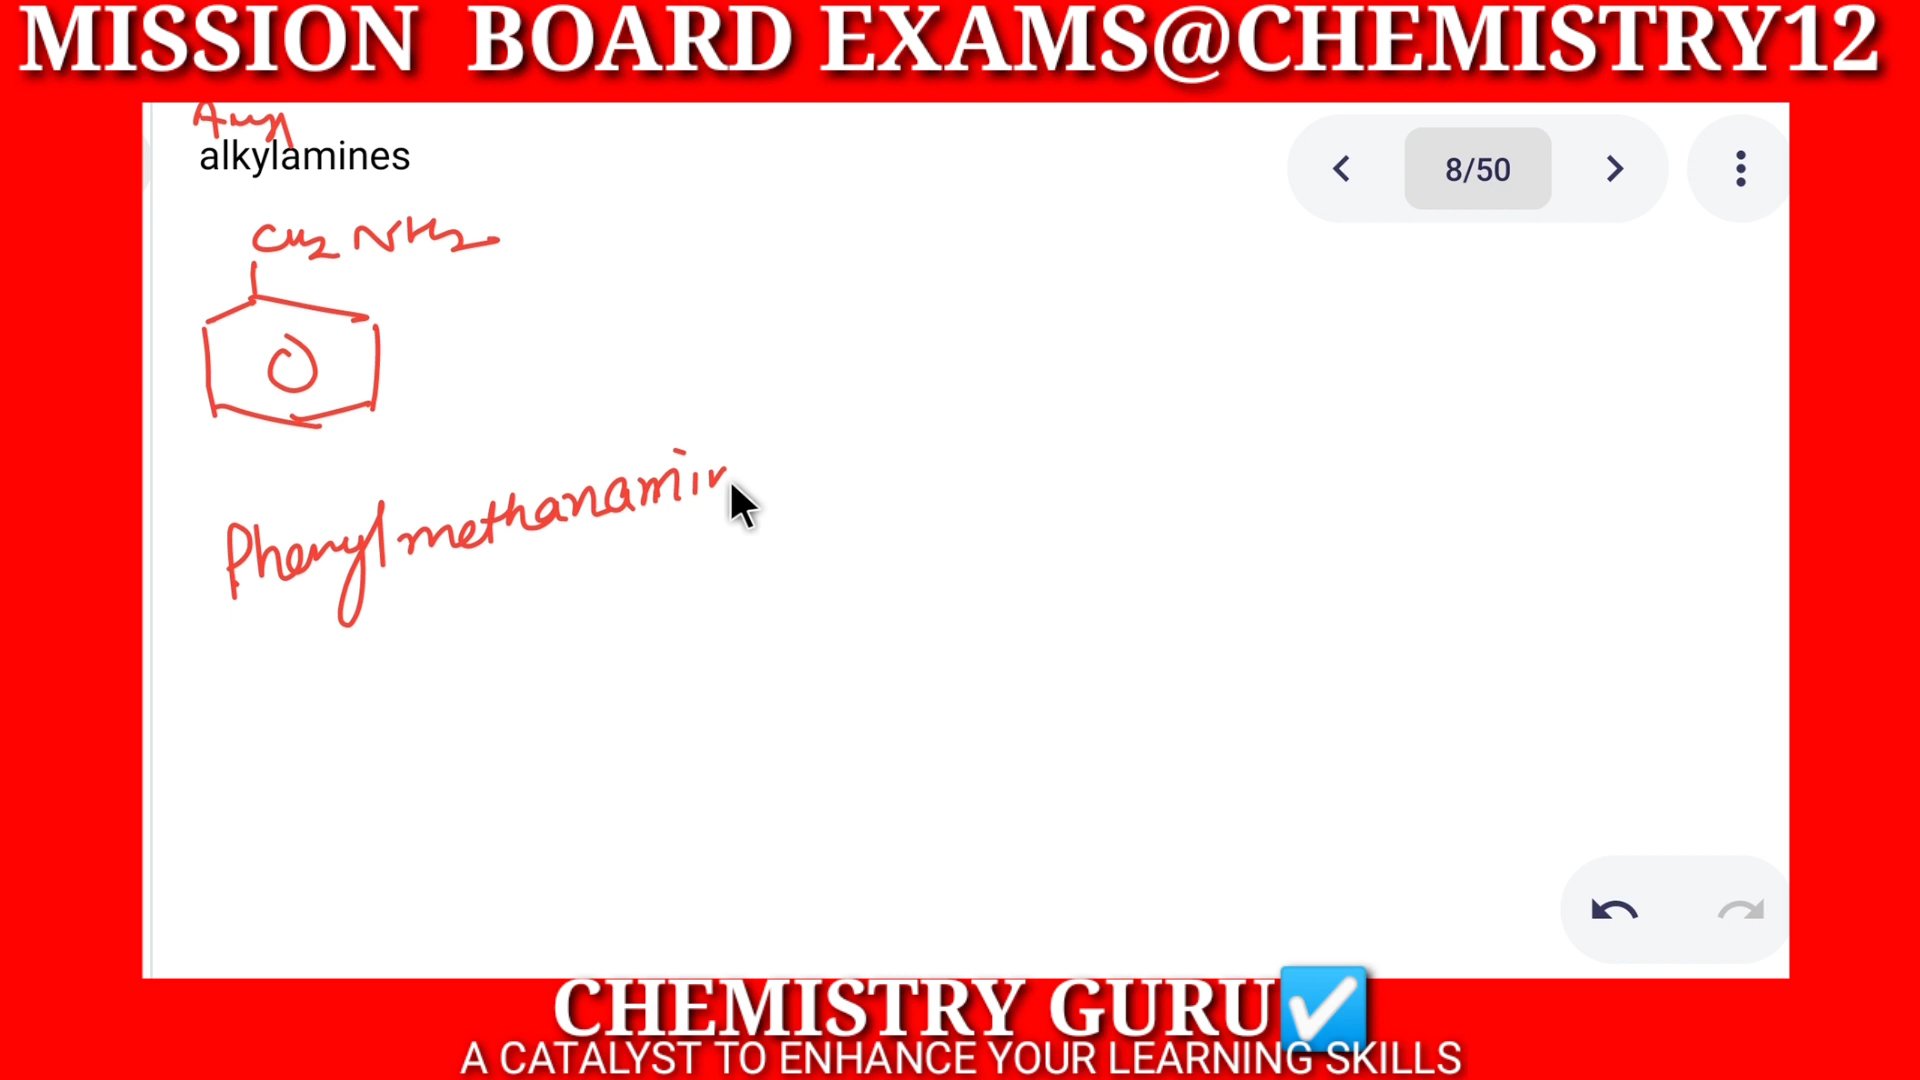 MISSION BOARD EXAMS@CHEMISTRY12
alkylamines
8/50
CH2 NH2
Phenylmethanamin
CHEMISTRY GURU
A CATALYST TO ENHANCE YOUR LEARNING SKILLS